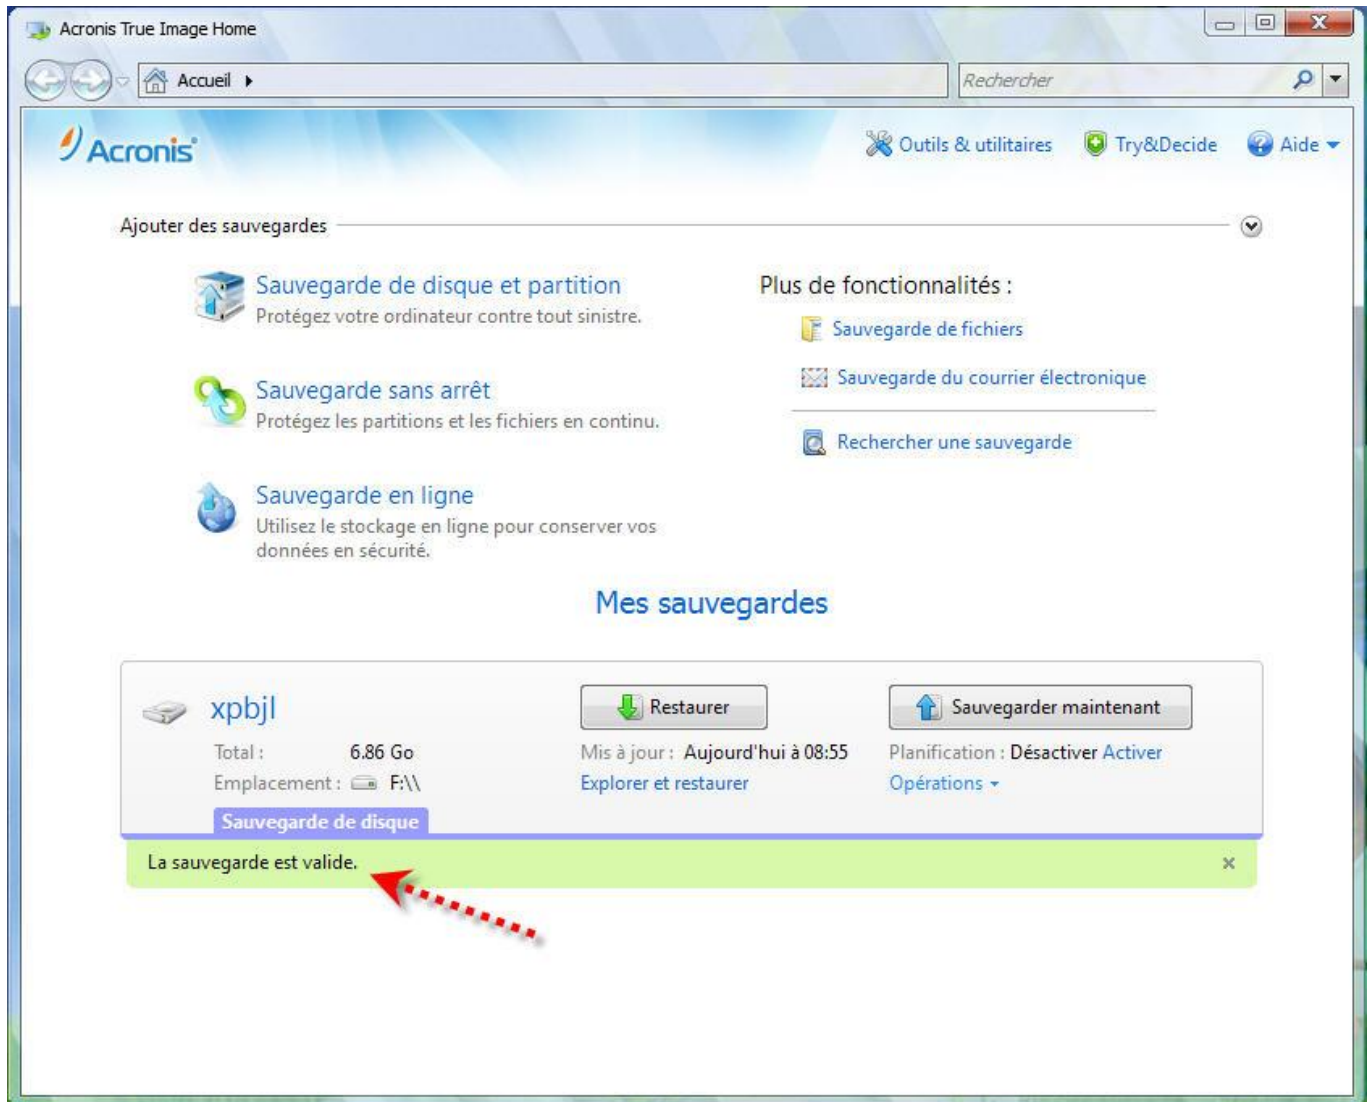 Acronis True Image Home
Accueil
Rechercher
Acronis
Outils & utilitaires
Try&Decide
Aide
Ajouter des sauvegardes
Sauvegarde de disque et partition
Protégez votre ordinateur contre tout sinistre.
Sauvegarde sans arrêt
Protégez les partitions et les fichiers en continu.
Sauvegarde en ligne
Utilisez le stockage en ligne pour conserver vos
données en sécurité.
Plus de fonctionnalités :
Sauvegarde de fichiers
Sauvegarde du courrier électronique
Rechercher une sauvegarde
Mes sauvegardes
xpbjl
Total : 6.86 Go
Emplacement : F:\\
Sauvegarde de disque
Restaurer
Mis à jour : Aujourd'hui à 08:55
Explorer et restaurer
Sauvegarder maintenant
Planification : Désactiver Activer
Opérations
La sauvegarde est valide.